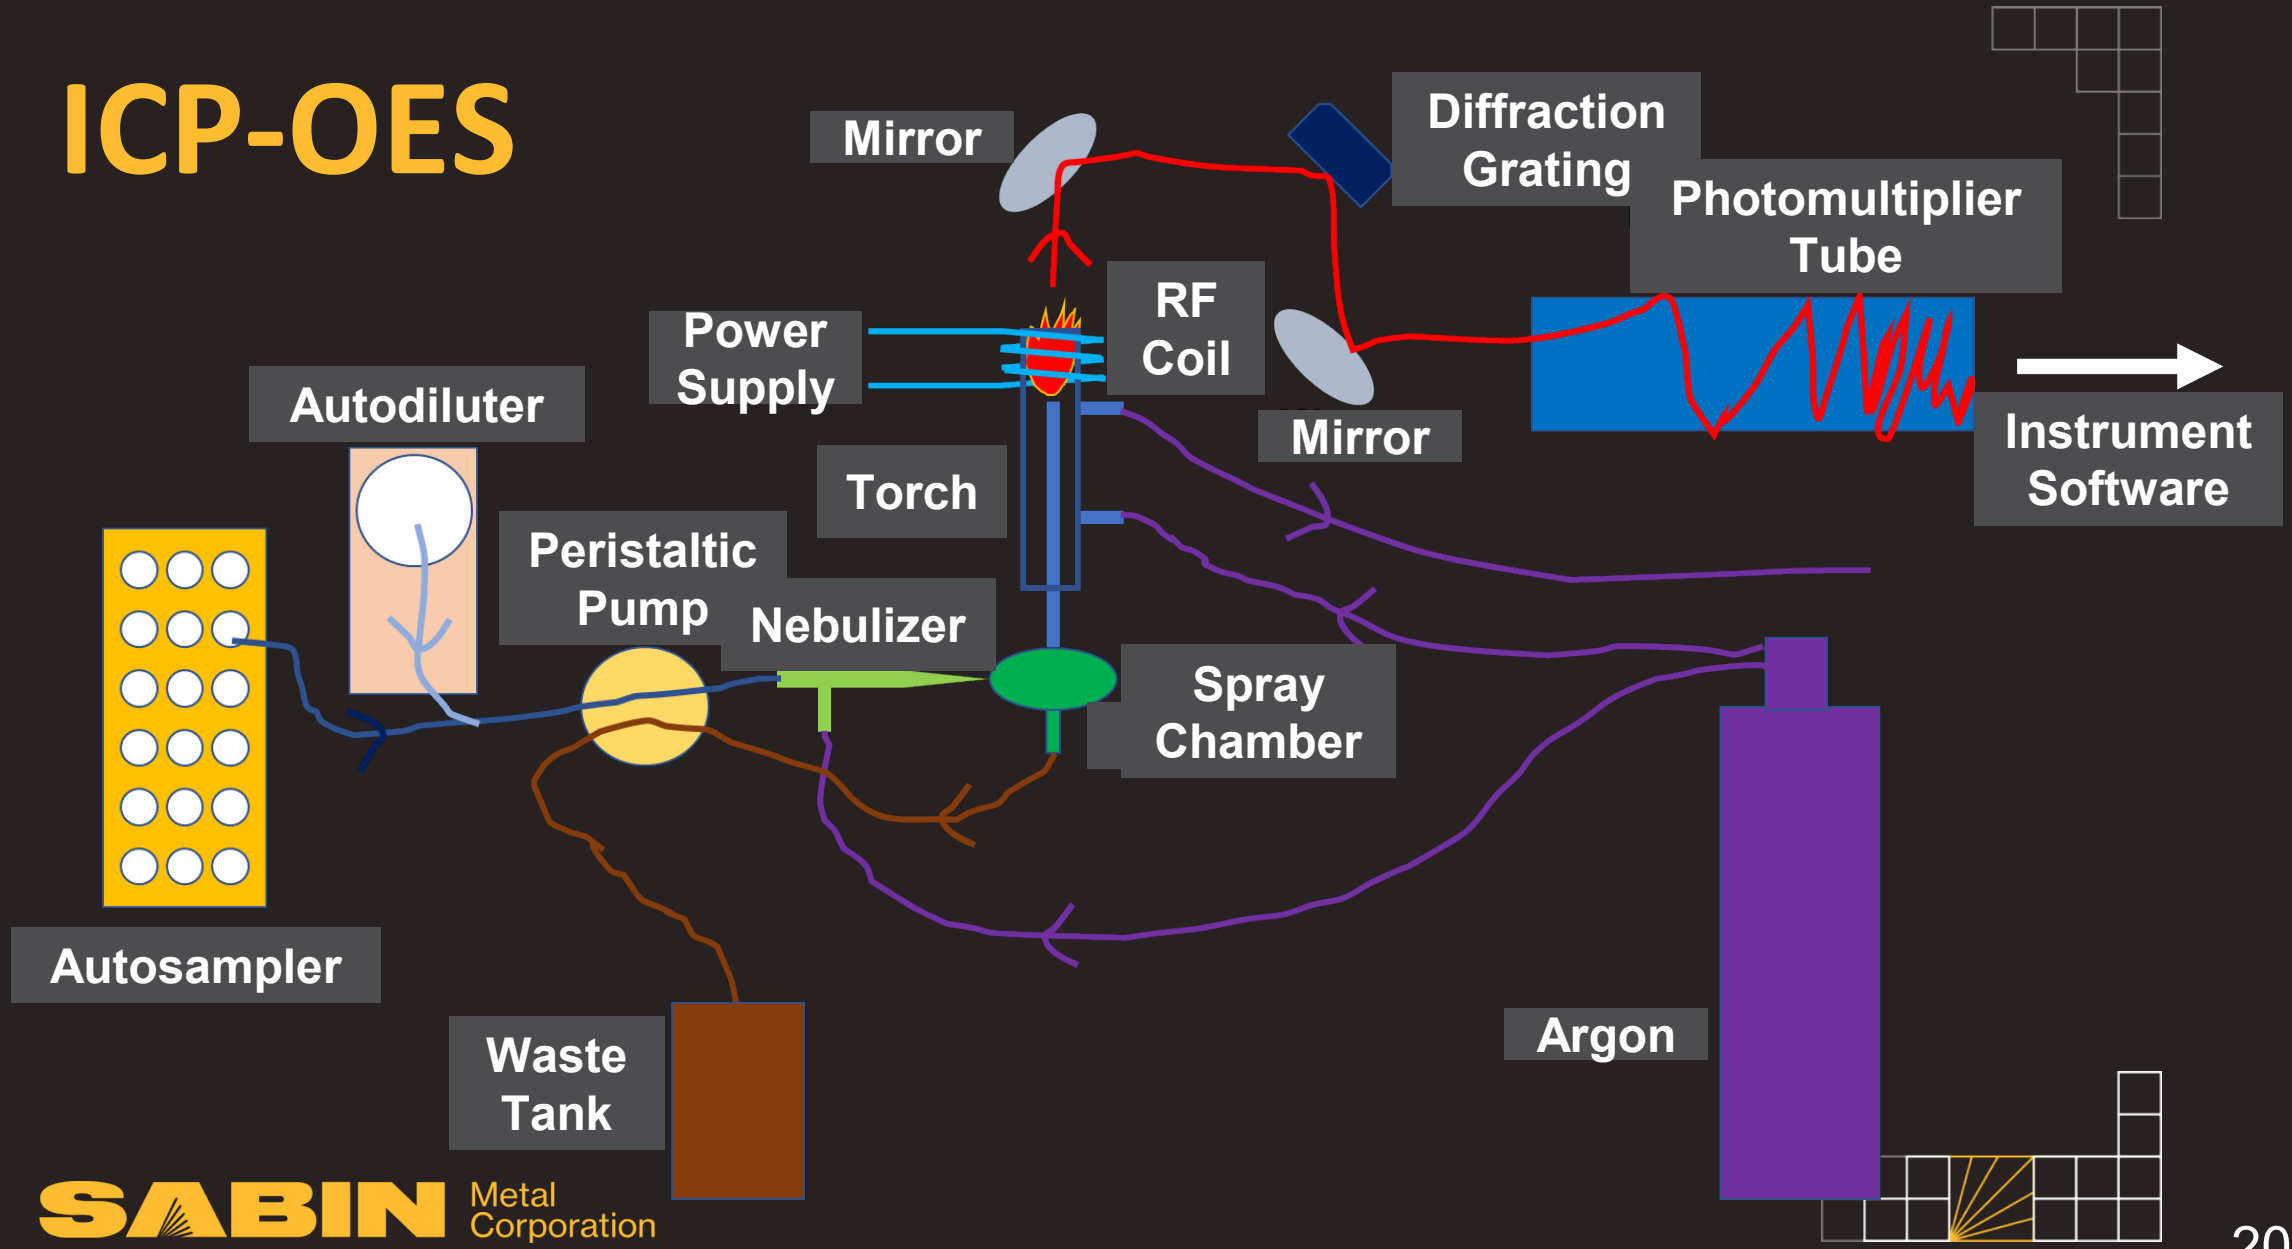 ICP-OES
Mirror
Diffraction
Grating
Photomultiplier
Tube
RF
Coil
Power
Supply
Autodiluter
Mirror
Instrument
Software
Torch
Peristaltic
Pump
Nebulizer
Spray
Chamber
Autosampler
Argon
Waste
Tank
SABIN
Metal
Corporation
20